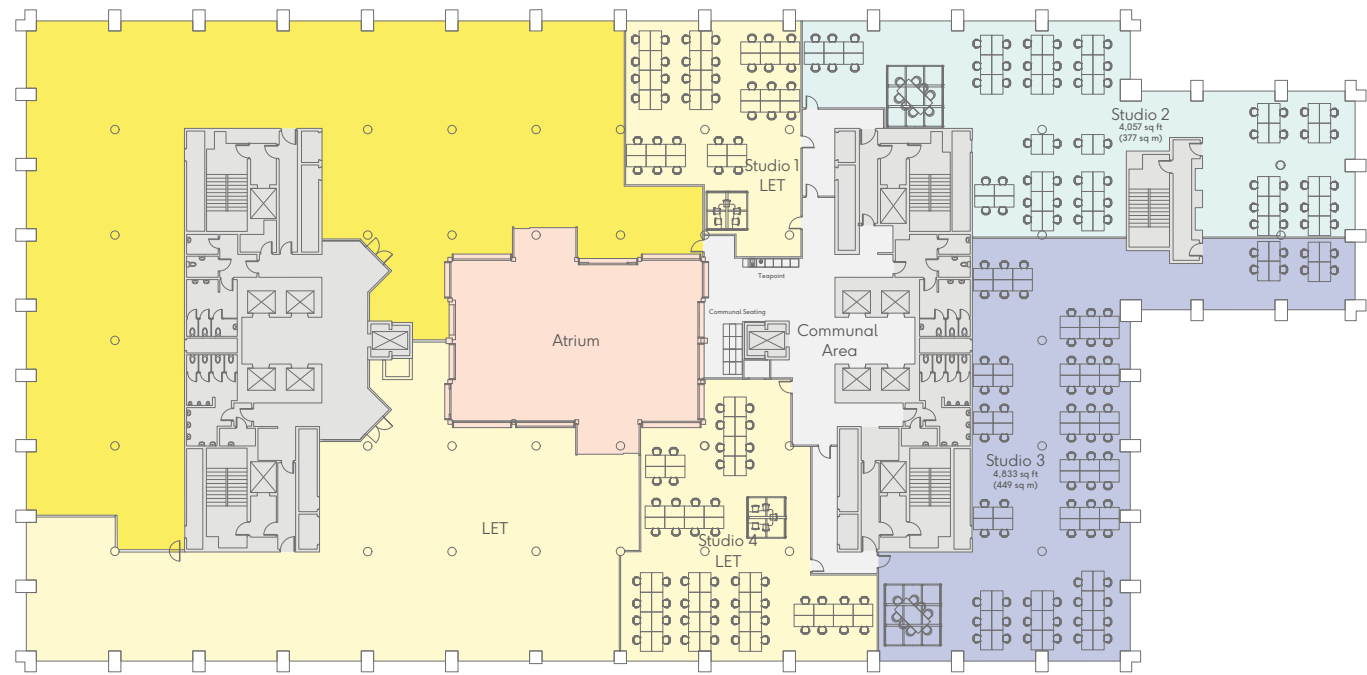 Studio 1
LET
Studio 2
4,057 sq ft
(377 sq m)
Teapoint
Communal Seating
Communal
Area
Atrium
Studio 3
4,833 sq ft
(449 sq m)
LET
Studio 4
LET